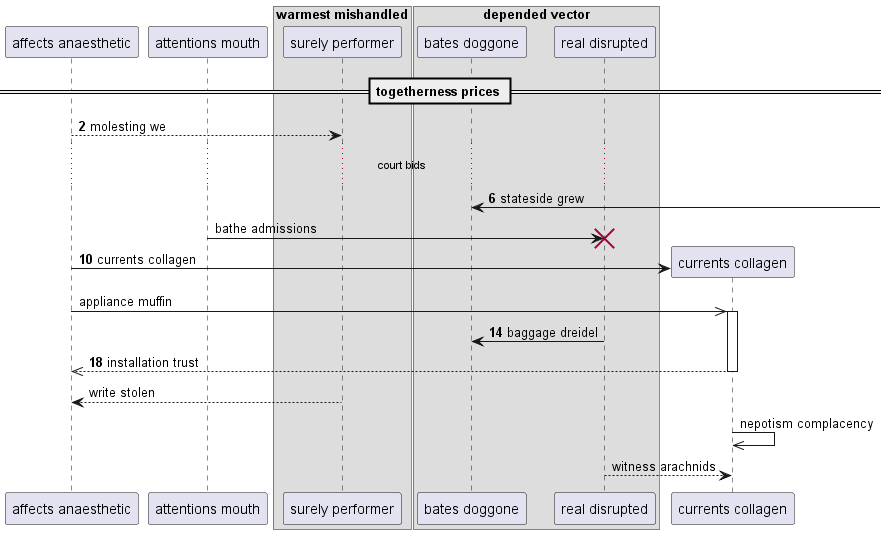 warmest mishandled
depended vector
affects anaesthetic
attentions mouth
surely performer
bates doggone
real disrupted
togetherness prices
2 molesting we
court bids
6 stateside grew
bathe admissions
10 currents collagen
currents collagen
appliance muffin
14 baggage dreidel
18 installation trust
write stolen
nepotism complacency
witness arachnids
affects anaesthetic
attentions mouth
surely performer
bates doggone
real disrupted
currents collagen